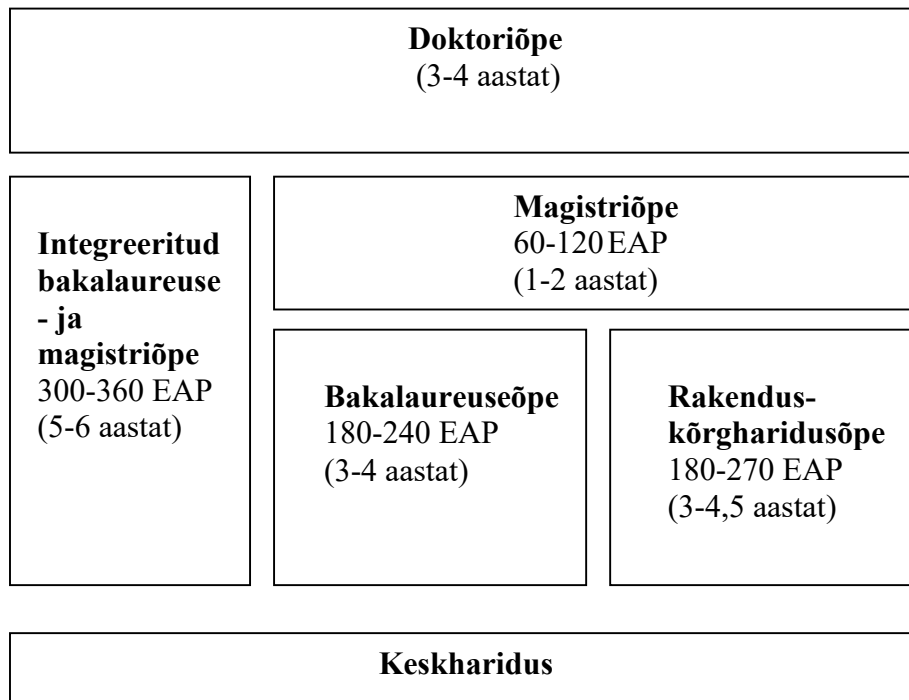 Doktoriõpe
(3-4 aastat)
Integreeritud
bakalaureuse
- ja
magistriõpe
300-360 EAP
(5-6 aastat)
Magistriõpe
60-120 EAP
(1-2 aastat)
Bakalaureuseõpe
180-240 EAP
(3-4 aastat)
Rakendus-
kõrgharidusõpe
180-270 EAP
(3-4,5 aastat)
Keskharidus